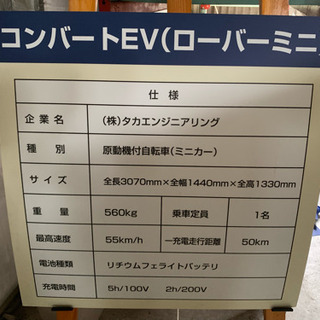 コンバートEV(ローバーミニ
仕様
企業名 (株)タカエンジニアリング
種別 原動機付自転車(ミニカー)
サイズ 全長3070mm×全幅1440mm×全高1330mm
重量 560kg 乗車定員 1名
最高速度 55km/h 一充電走行距離 50km
電池種類 リチウムフェライトバッテリ
充電時間 5h/100V 2h/200V